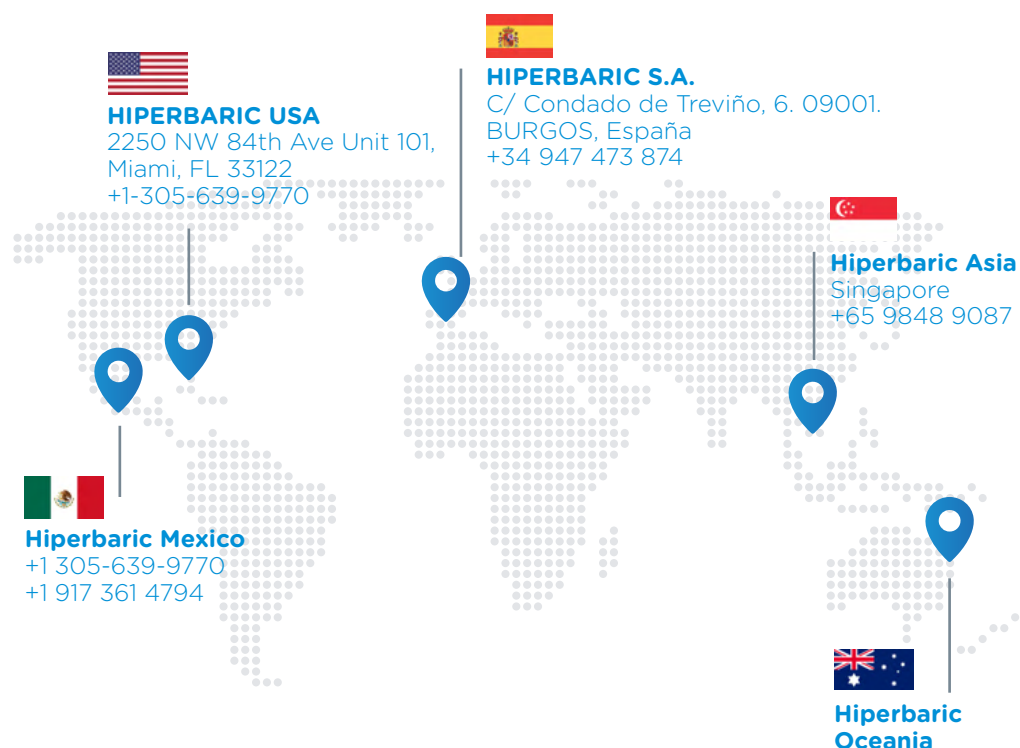 HIPERBARIC USA
2250 NW 84th Ave Unit 101,
Miami, FL 33122
+1-305-639-9770
HIPERBARIC S.A.
C/ Condado de Treviño, 6. 09001.
BURGOS, España
+34 947 473 874
Hiperbaric Asia
Singapore
+65 9848 9087
Hiperbaric Mexico
+1 305-639-9770
+1 917 361 4794
Hiperbaric
Oceania